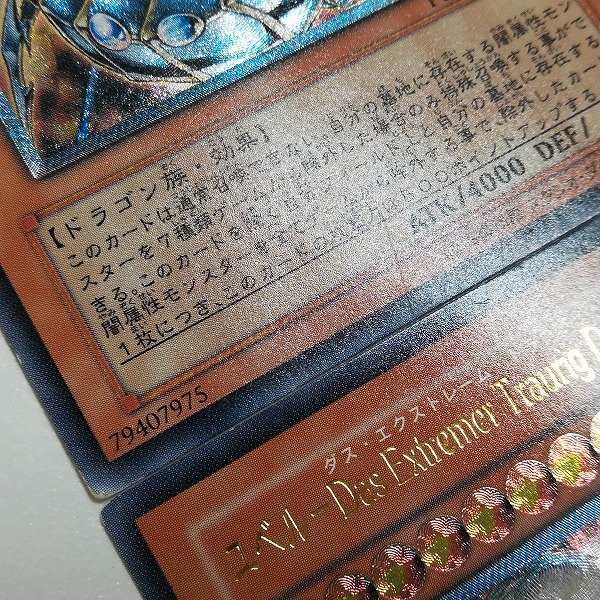 【ドラゴン族・効果】
このカードは通常召喚できない。自分の墓地に存在する闇属性モン
スターを７種類ゲームから除外した場合のみ特殊召喚する事がで
きる。このカードを除く自分フィールド上と自分の墓地に存在する
闇属性モンスターを全てゲームから除外する事で、除外したカード
１枚につき、このカードの攻撃力は５００ポイントアップする
ATK/4000 DEF/
79407975
ダス・エクストレーム
ユベル－Das Extremer Traurig